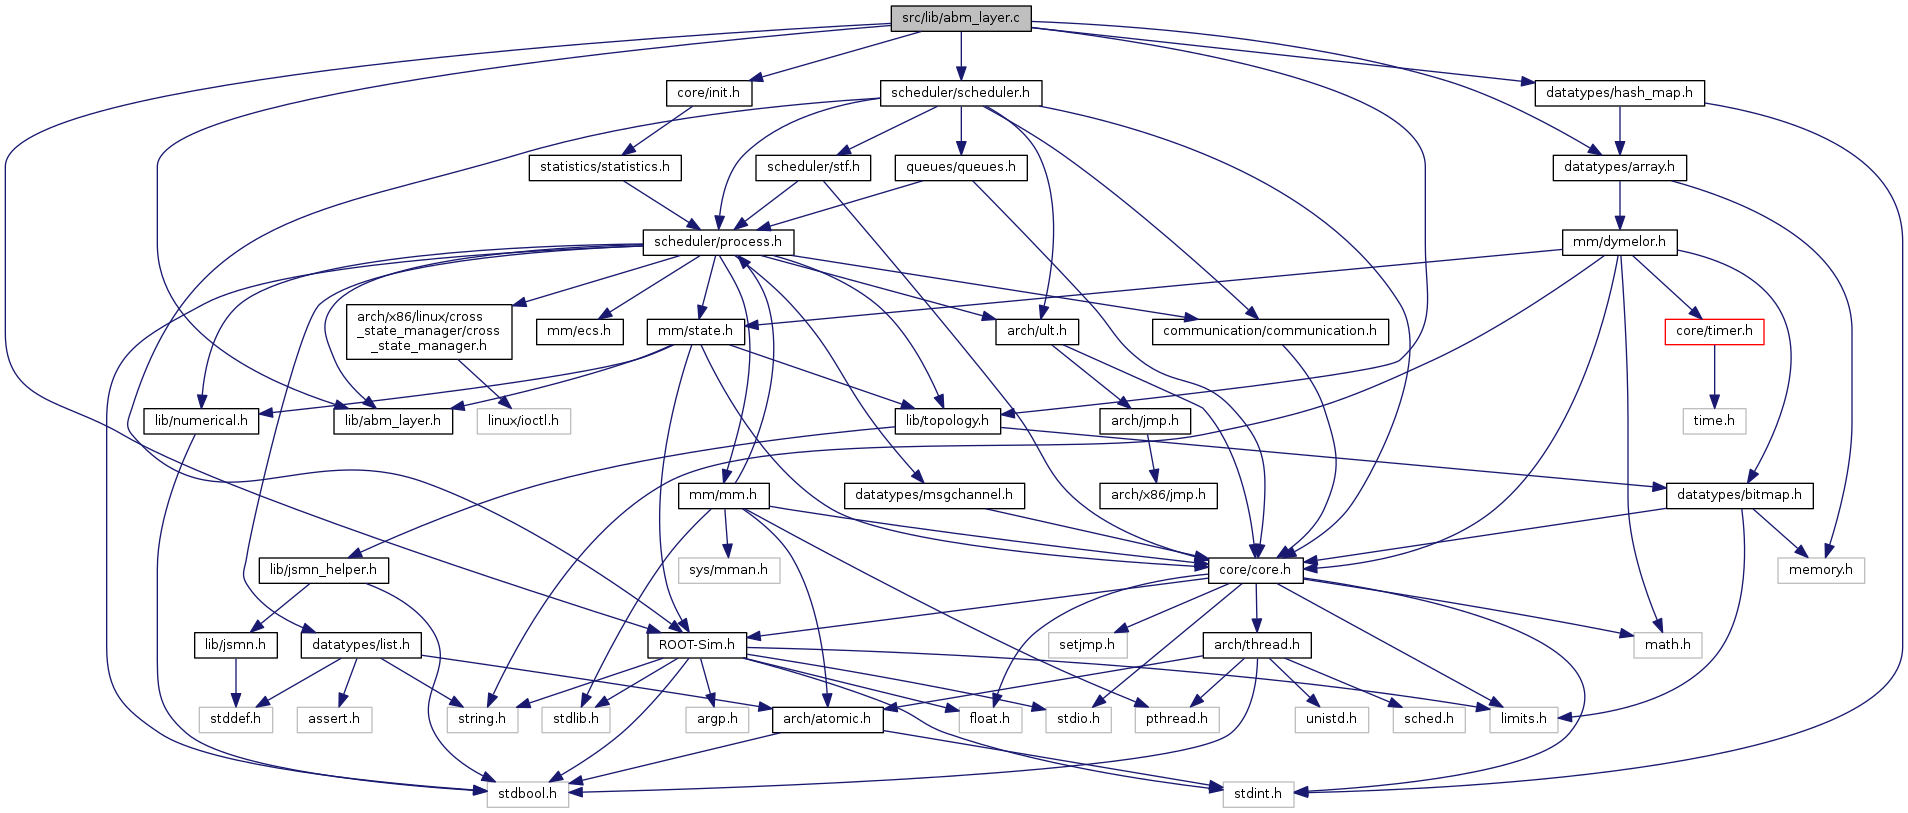 src/lib/abm_layer.c
core/init.h
scheduler/scheduler.h
datatypes/hash_map.h
statistics/statistics.h
scheduler/stf.h
queues/queues.h
datatypes/array.h
scheduler/process.h
mm/dymelor.h
arch/x86/linux/cross
_state_manager/cross
_state_manager.h
mm/ecs.h
mm/state.h
arch/ult.h
communication/communication.h
core/timer.h
lib/numerical.h
lib/abm_layer.h
linux/ioctl.h
lib/topology.h
arch/jmp.h
time.h
mm/mm.h
datatypes/msgchannel.h
arch/x86/jmp.h
datatypes/bitmap.h
lib/jsmn_helper.h
sys/mman.h
core/core.h
memory.h
lib/jsmn.h
datatypes/list.h
ROOT-Sim.h
setjmp.h
arch/thread.h
math.h
stddef.h
assert.h
string.h
stdlib.h
argp.h
arch/atomic.h
float.h
stdio.h
pthread.h
unistd.h
sched.h
limits.h
stdbool.h
stdint.h